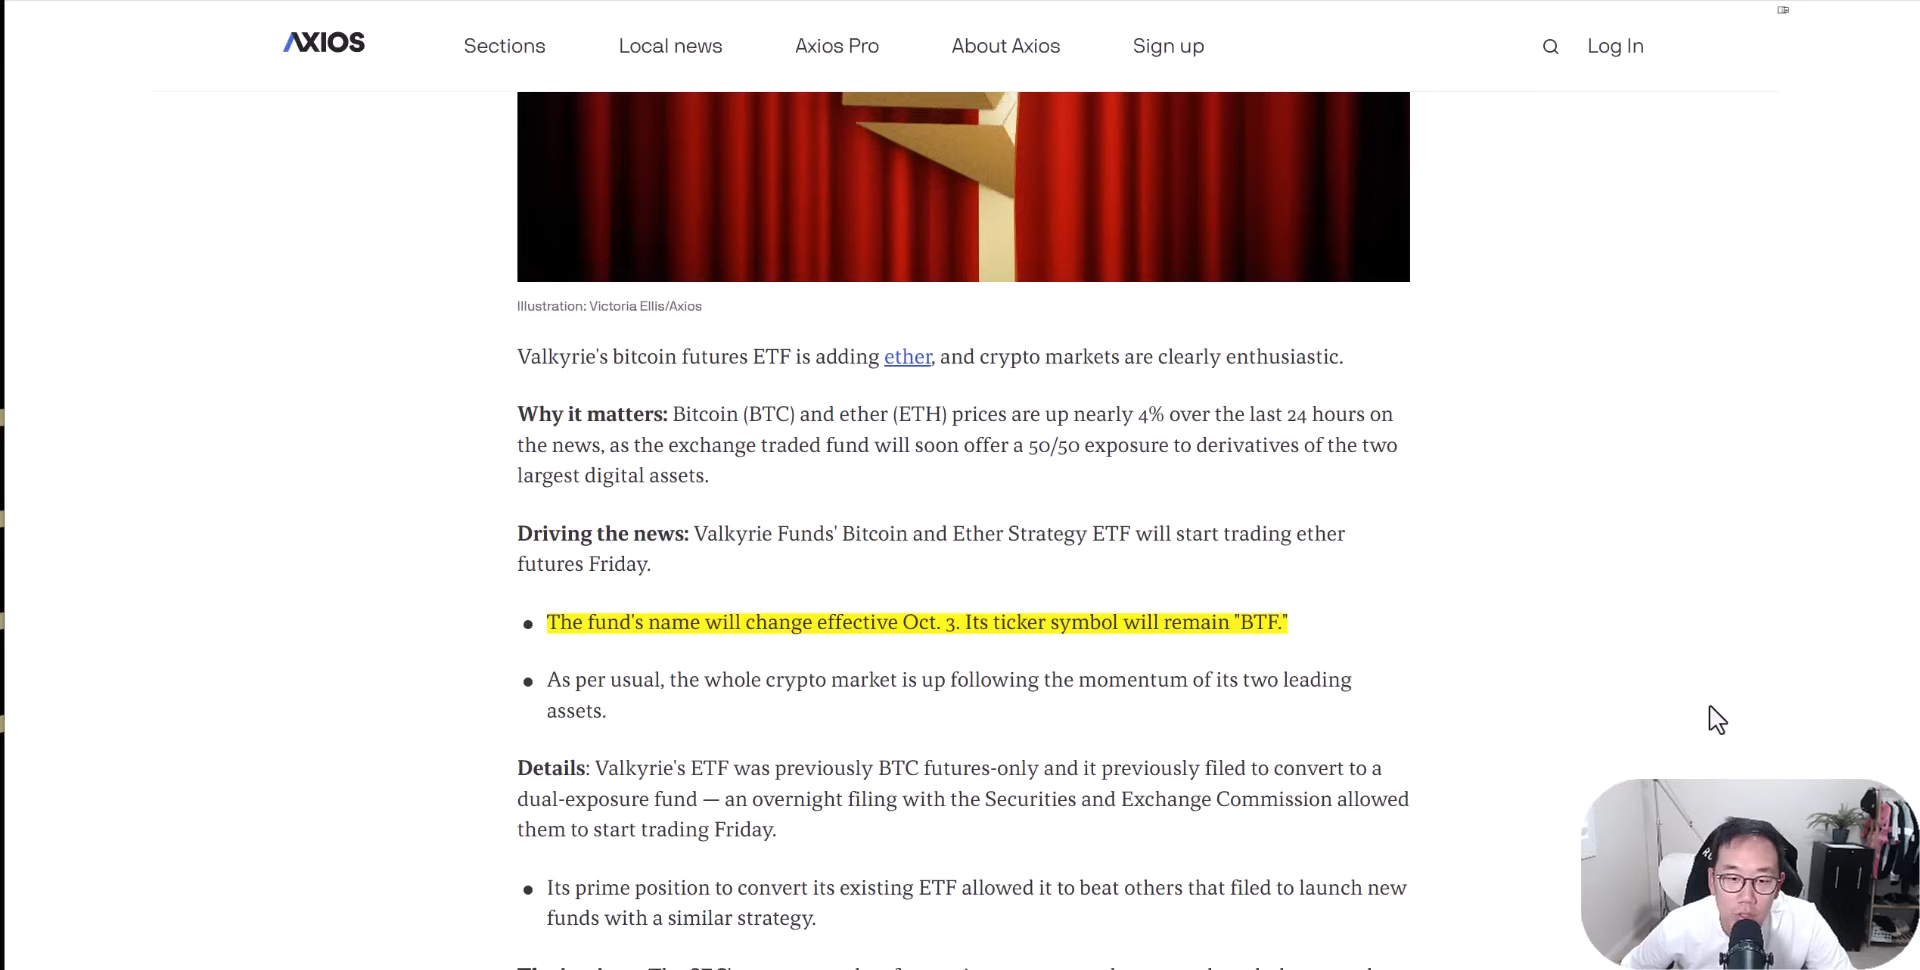 AXIOS
Sections
Local news
Axios Pro
About Axios
Sign up
Log In
Illustration: Victoria Ellis/Axios
Valkyrie's bitcoin futures ETF is adding ether, and crypto markets are clearly enthusiastic.
Why it matters: Bitcoin (BTC) and ether (ETH) prices are up nearly 4% over the last 24 hours on
the news, as the exchange traded fund will soon offer a 50/50 exposure to derivatives of the two
largest digital assets.
Driving the news: Valkyrie Funds' Bitcoin and Ether Strategy ETF will start trading ether
futures Friday.
● The fund's name will change effective Oct. 3. Its ticker symbol will remain "BTF."
● As per usual, the whole crypto market is up following the momentum of its two leading
assets.
Details: Valkyrie's ETF was previously BTC futures-only and it previously filed to convert to a
dual-exposure fund — an overnight filing with the Securities and Exchange Commission allowed
them to start trading Friday.
● Its prime position to convert its existing ETF allowed it to beat others that filed to launch new
funds with a similar strategy.